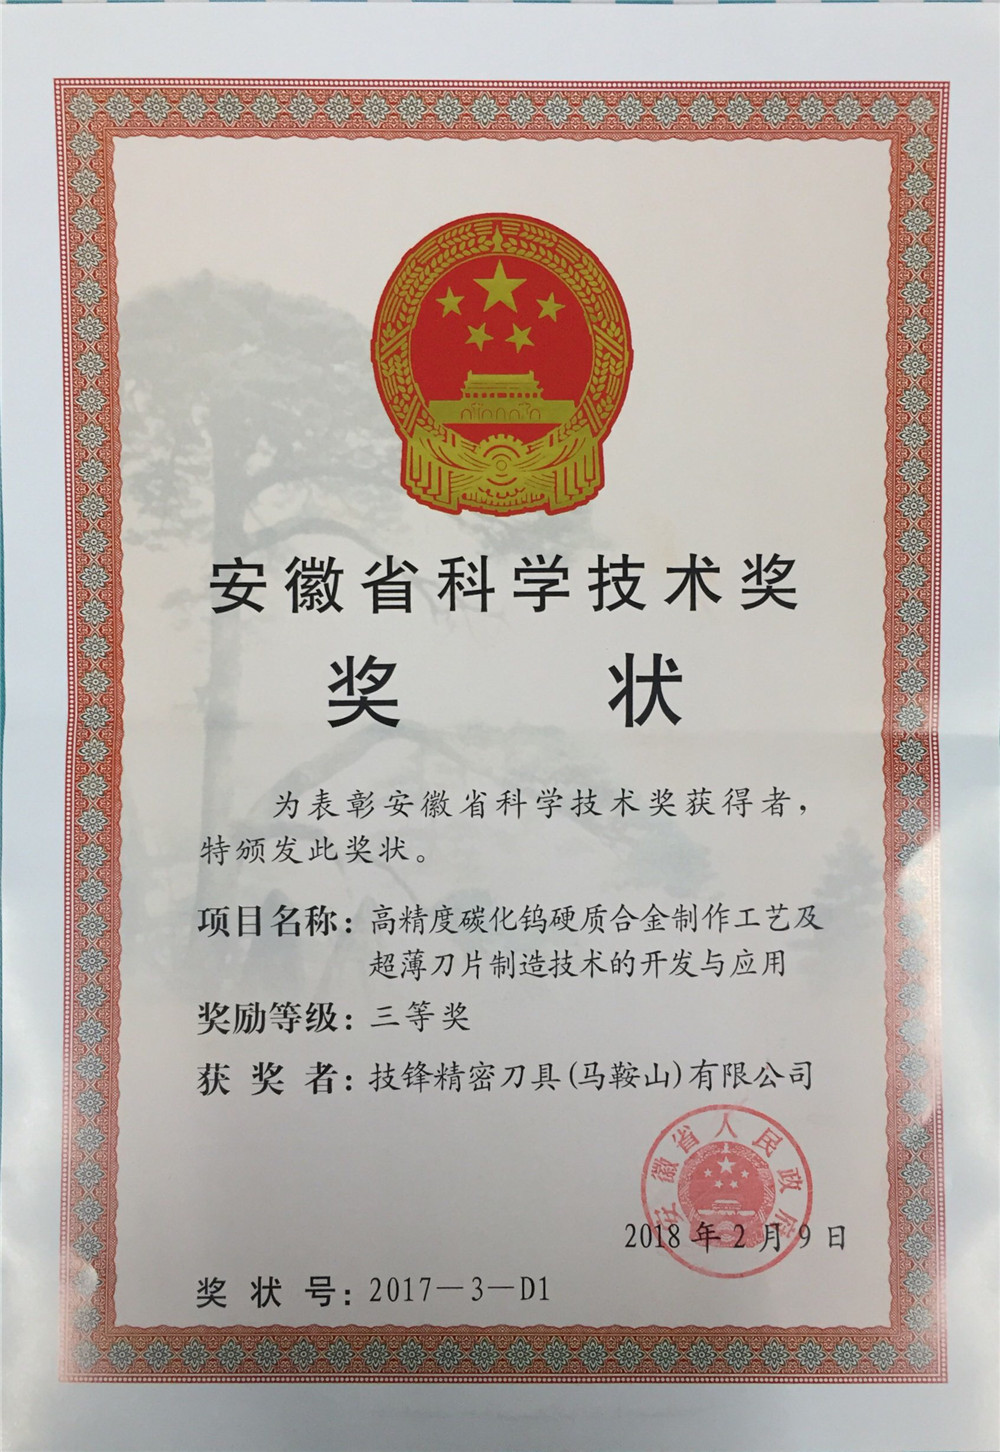 安徽省科学技术奖
奖 状
为表彰安徽省科学技术奖获得者，
特颁发此奖状。
项目名称：高精度碳化钨硬质合金制作工艺及
超薄刀片制造技术的开发与应用
奖励等级：三等奖
获 奖 者：技锋精密刀具(马鞍山)有限公司
安徽省人民政府
2018 年 2 月 9 日
奖 状 号：2017－3－D1